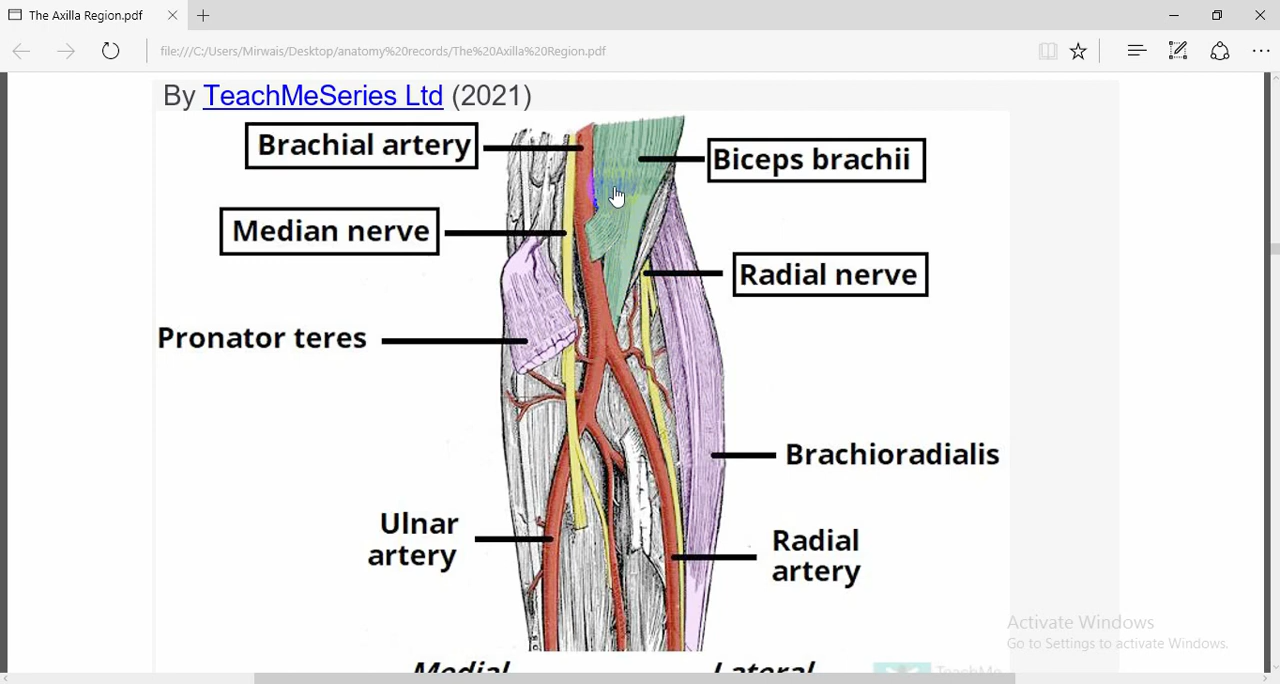 The Axilla Region.pdf
file:///C:/Users/Mirwais/Desktop/anatomy%20records/The%20Axilla%20Region.pdf
By TeachMeSeries Ltd (2021)
Brachial artery
Biceps brachii
Median nerve
Radial nerve
Pronator teres
Brachioradialis
Ulnar
artery
Radial
artery
Activate Windows
Go to Settings to activate Windows.
Medial
Lateral
TeachMe